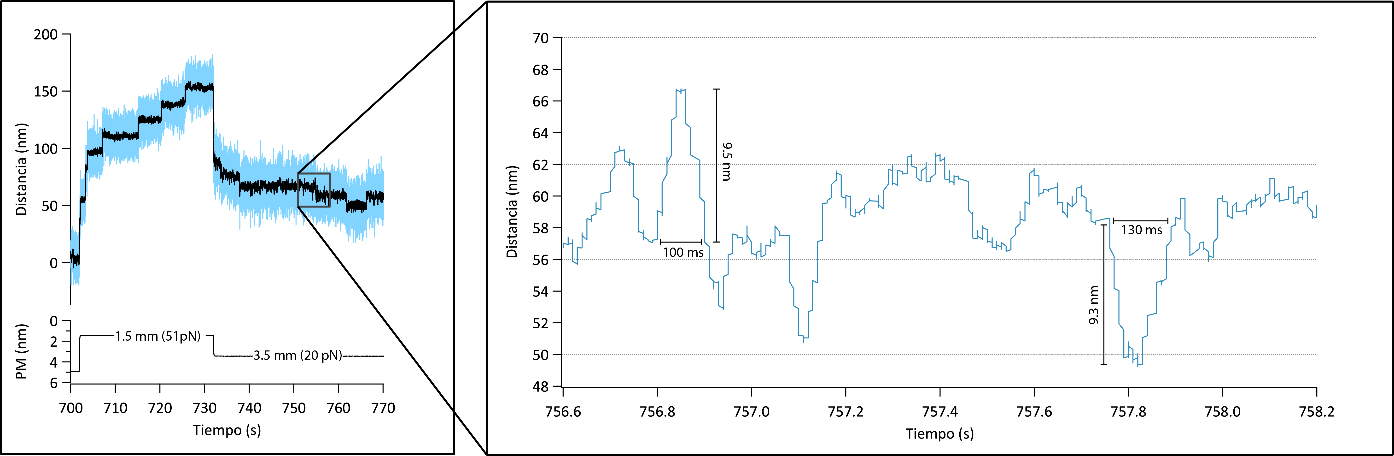 200
150
100
50
0
Distancia (nm)
0
2
4
6
PM (nm)
1.5 mm (51pN)
3.5 mm (20 pN)
700 710 720 730 740 750 760 770
Tiempo (s)
70
68
66
64
62
60
58
56
54
52
50
48
Distancia (nm)
9.5 nm
100 ms
130 ms
9.3 nm
756.6 756.8 757.0 757.2 757.4 757.6 757.8 758.0 758.2
Tiempo (s)